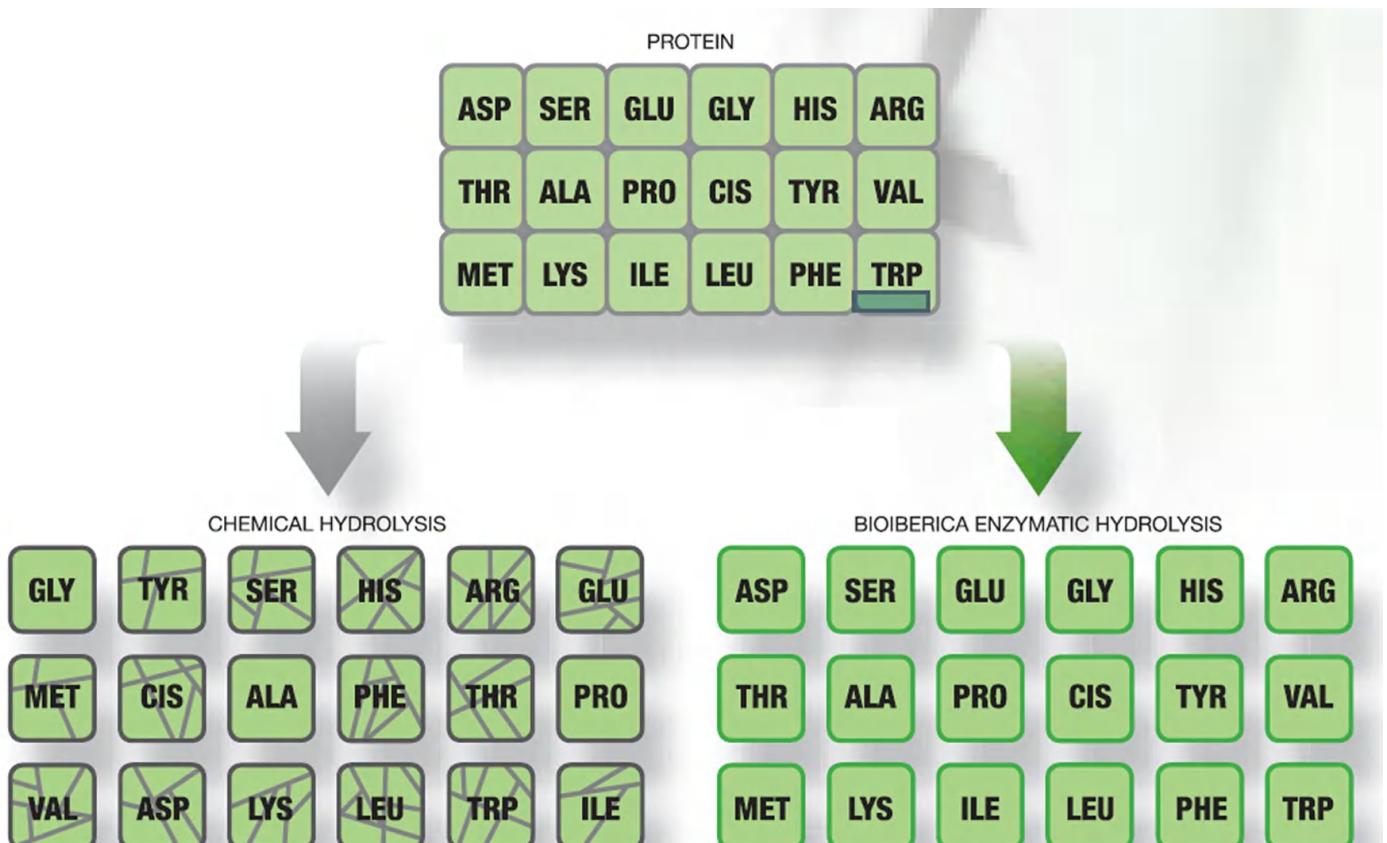 PROTEIN
ASP SER GLU GLY HIS ARG
THR ALA PRO CIS TYR VAL
MET LYS ILE LEU PHE TRP
CHEMICAL HYDROLYSIS
GLY TYR SER HIS ARG GLU
MET CIS ALA PHE THR PRO
VAL ASP LYS LEU TRP ILE
BIOIBERICA ENZYMATIC HYDROLYSIS
ASP SER GLU GLY HIS ARG
THR ALA PRO CIS TYR VAL
MET LYS ILE LEU PHE TRP